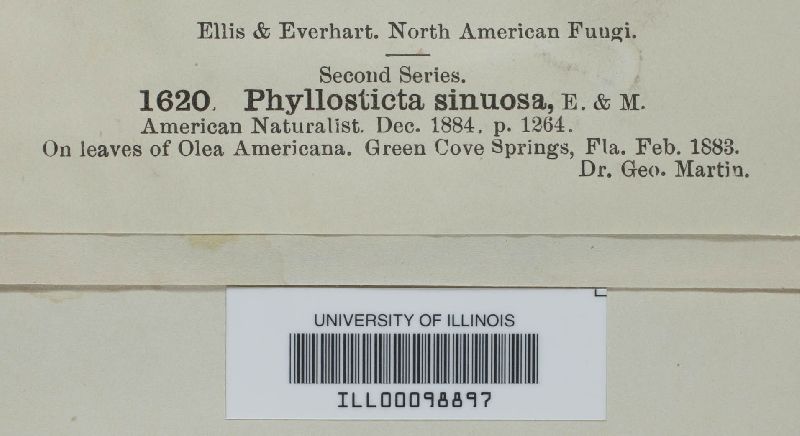 Ellis & Everhart. North American Fungi.
Second Series.
1620. Phyllosticta sinuosa, E. & M.
American Naturalist. Dec. 1884, p. 1264.
On leaves of Olea Americana. Green Cove Springs, Fla. Feb. 1883.
Dr. Geo. Martin.
UNIVERSITY OF ILLINOIS
ILL00098897